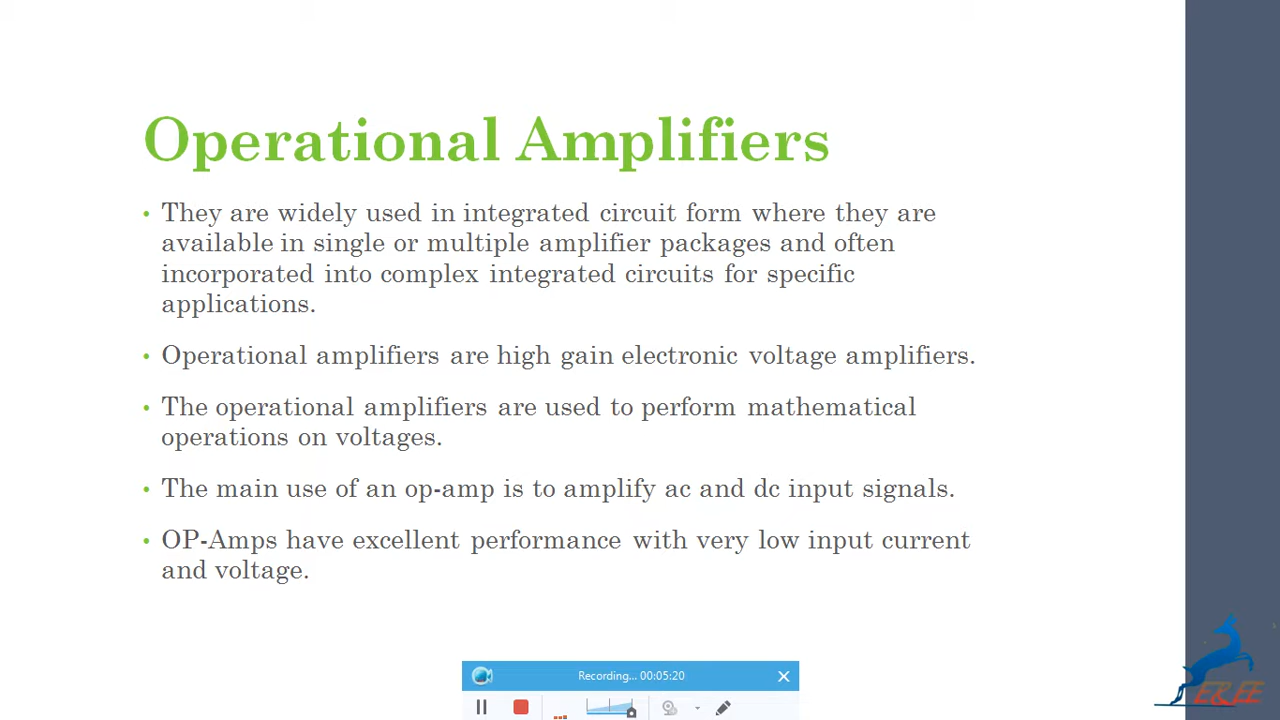 Operational Amplifiers
• They are widely used in integrated circuit form where they are
available in single or multiple amplifier packages and often
incorporated into complex integrated circuits for specific
applications.
• Operational amplifiers are high gain electronic voltage amplifiers.
• The operational amplifiers are used to perform mathematical
operations on voltages.
• The main use of an op-amp is to amplify ac and dc input signals.
• OP-Amps have excellent performance with very low input current
and voltage.
Recording... 00:05:20
E&EE